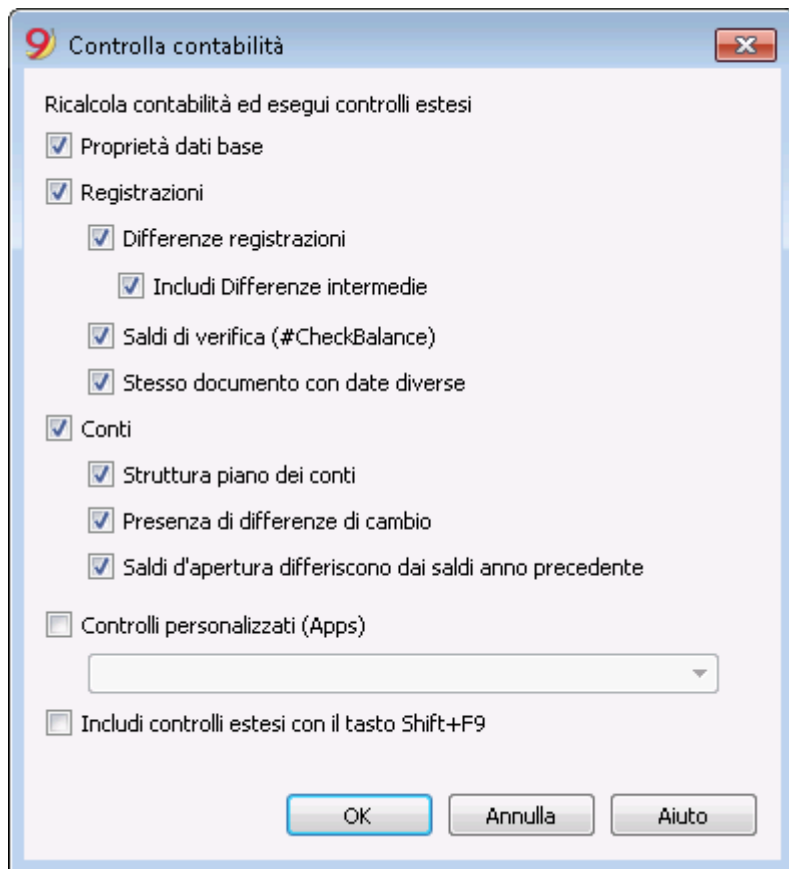 9 Controlla contabilità
Ricalcola contabilità ed esegui controlli estesi
Proprietà dati base
Registrazioni
Differenze registrazioni
Includi Differenze intermedie
Saldi di verifica (#CheckBalance)
Stesso documento con date diverse
Conti
Struttura piano dei conti
Presenza di differenze di cambio
Saldi d'apertura differiscono dai saldi anno precedente
Controlli personalizzati (Apps)
Includi controlli estesi con il tasto Shift+F9
OK Annulla Aiuto